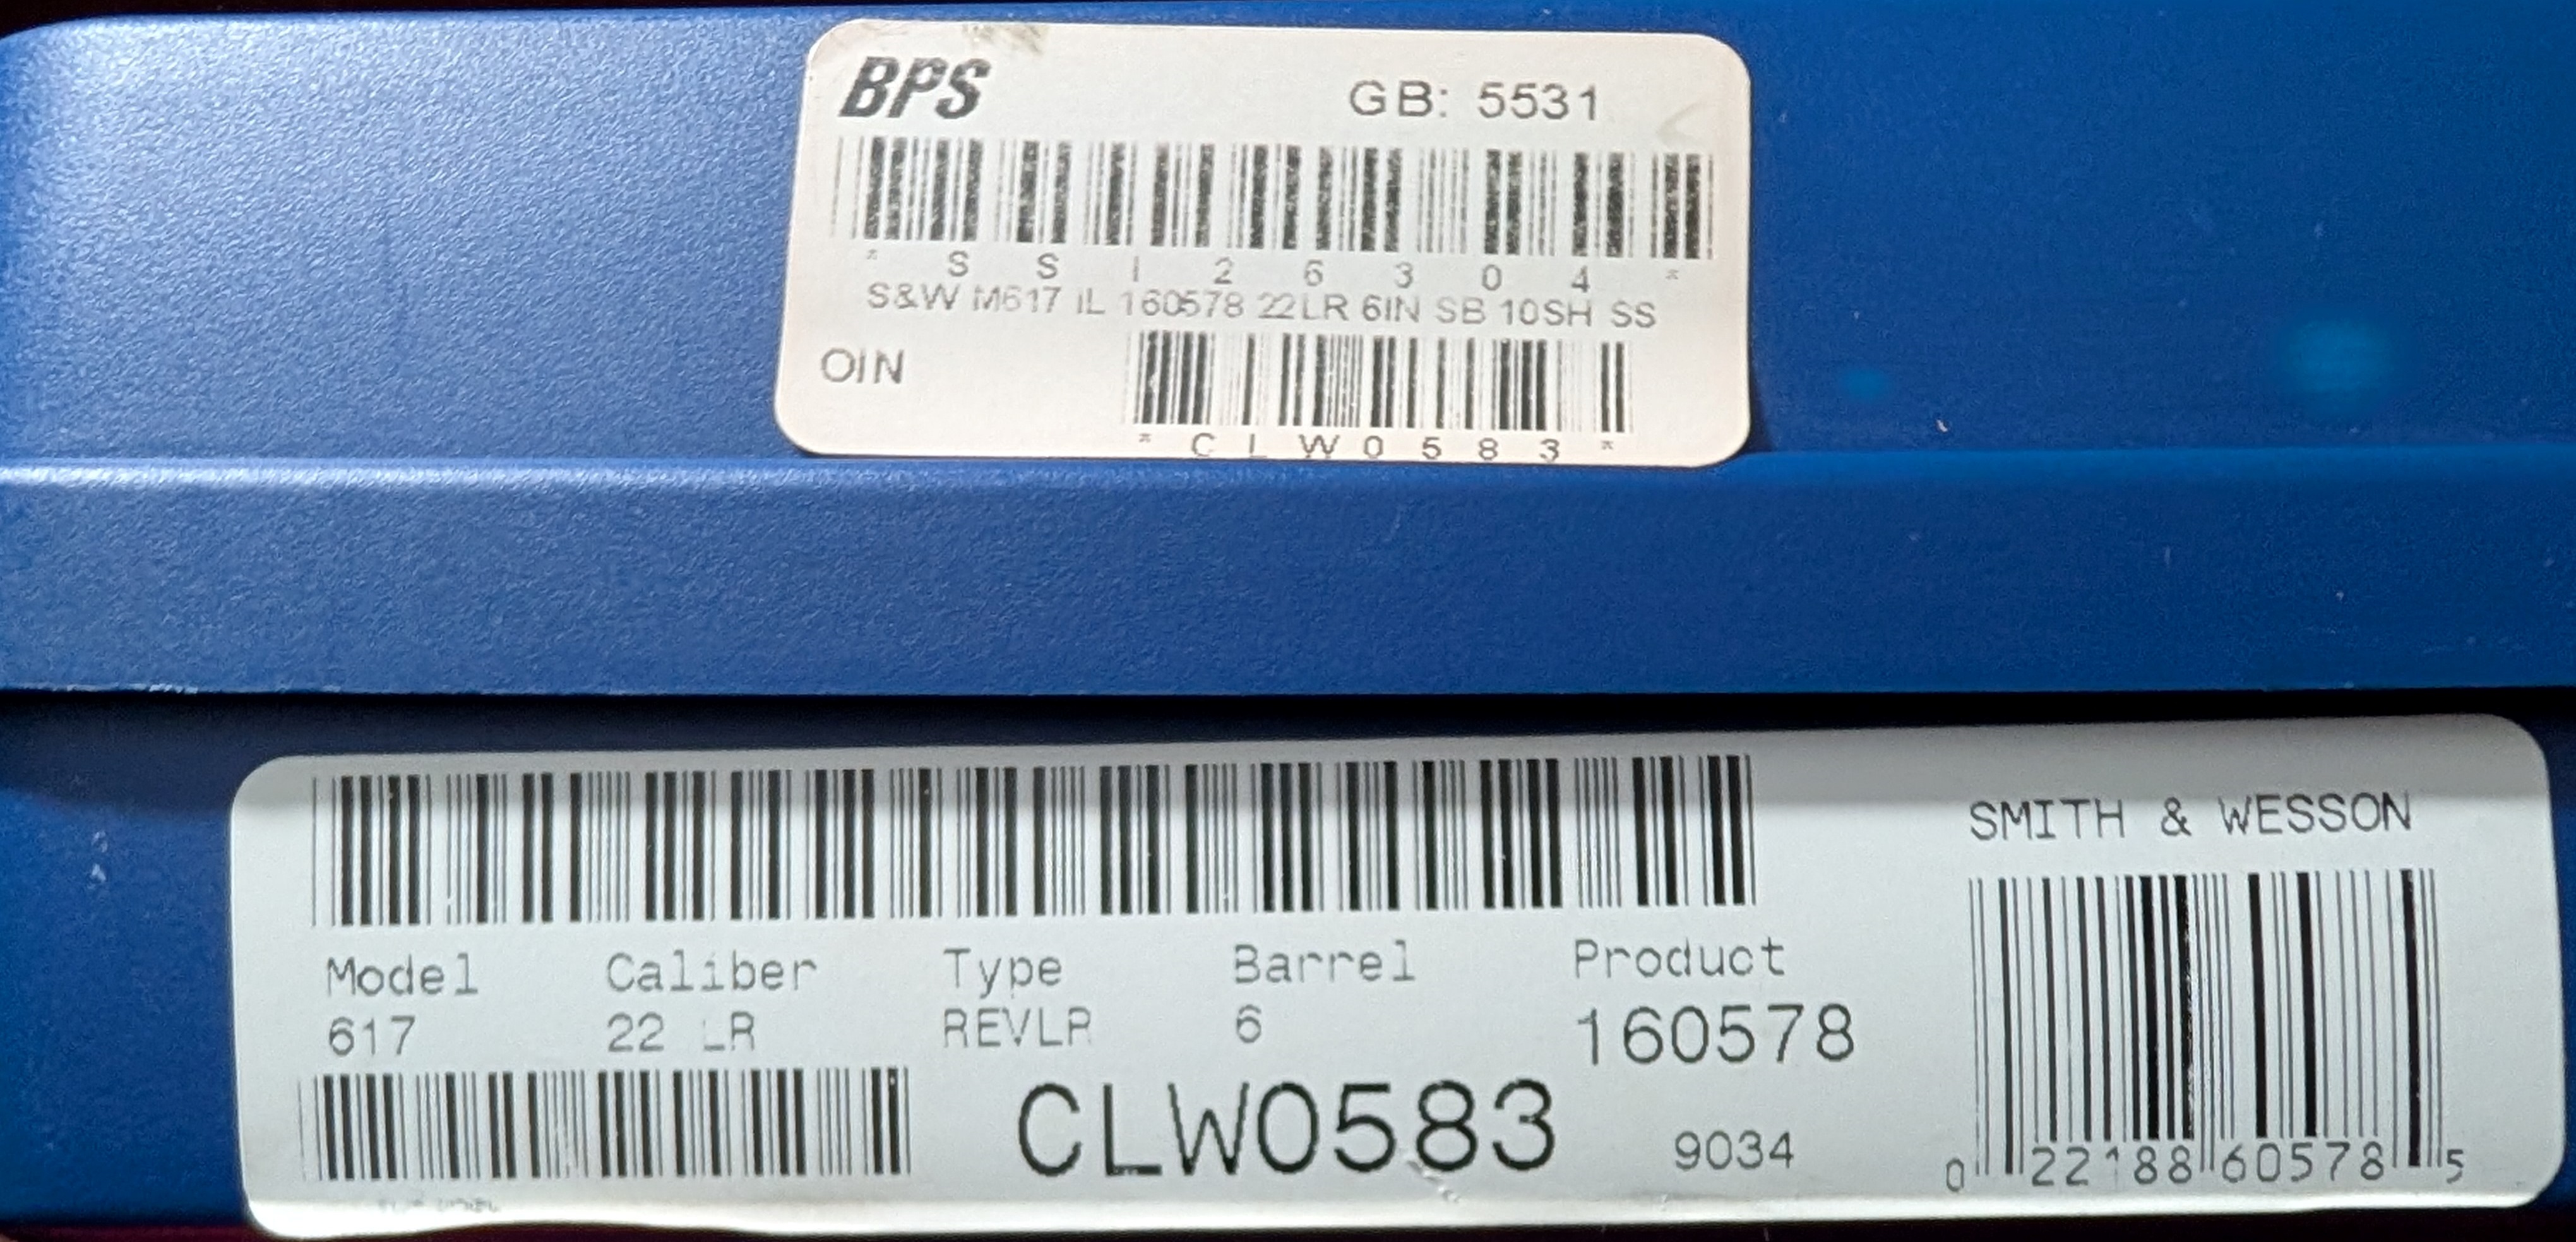 BPS GB: 5531
* S S 1 2 6 3 0 4 *
S&W M617 IL 160578 22LR 6IN SB 10SH SS
OIN
* C L W 0 5 8 3 *
SMITH & WESSON
Model Caliber Type Barrel Product
617 22 LR REVLR 6 160578
CLW0583 9034
0 22188 60578 5